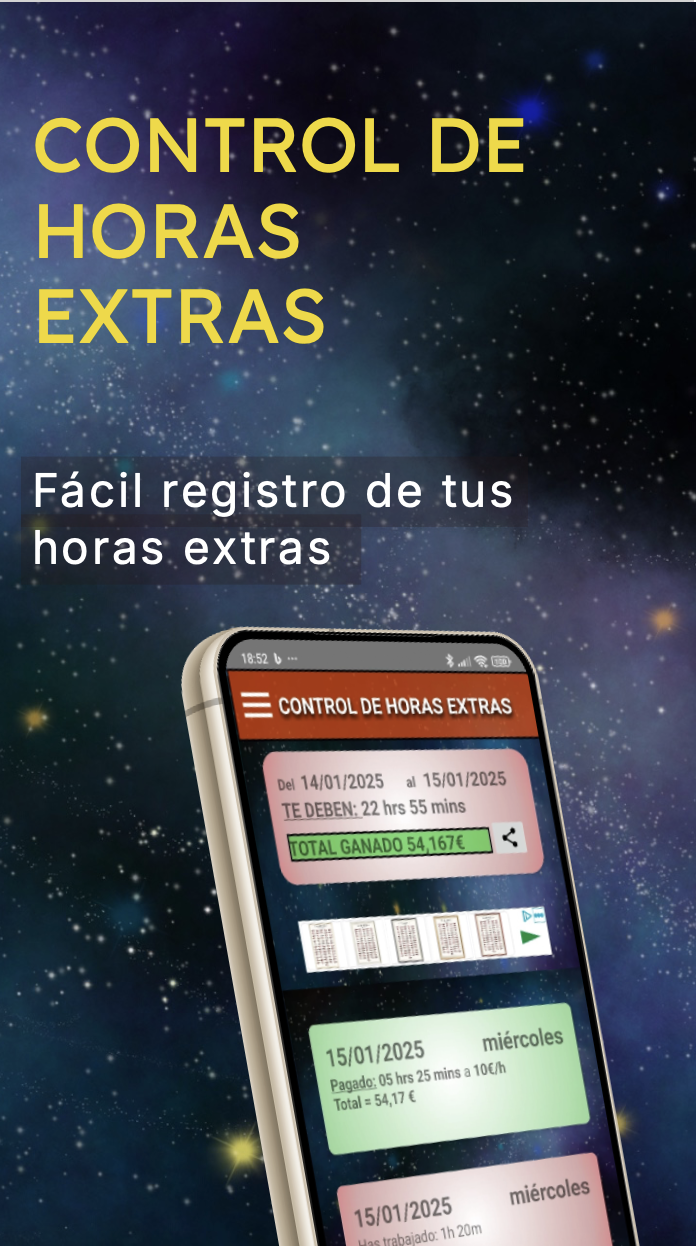 CONTROL DE
HORAS
EXTRAS
Fácil registro de tus
horas extras
18:52
CONTROL DE HORAS EXTRAS
Del 14/01/2025 al 15/01/2025
TE DEBEN: 22 hrs 55 mins
TOTAL GANADO 54,167€
15/01/2025 miércoles
Pagado: 05 hrs 25 mins a 10€/h
Total = 54,17 €
15/01/2025 miércoles
Has trabajado: 1h 20m